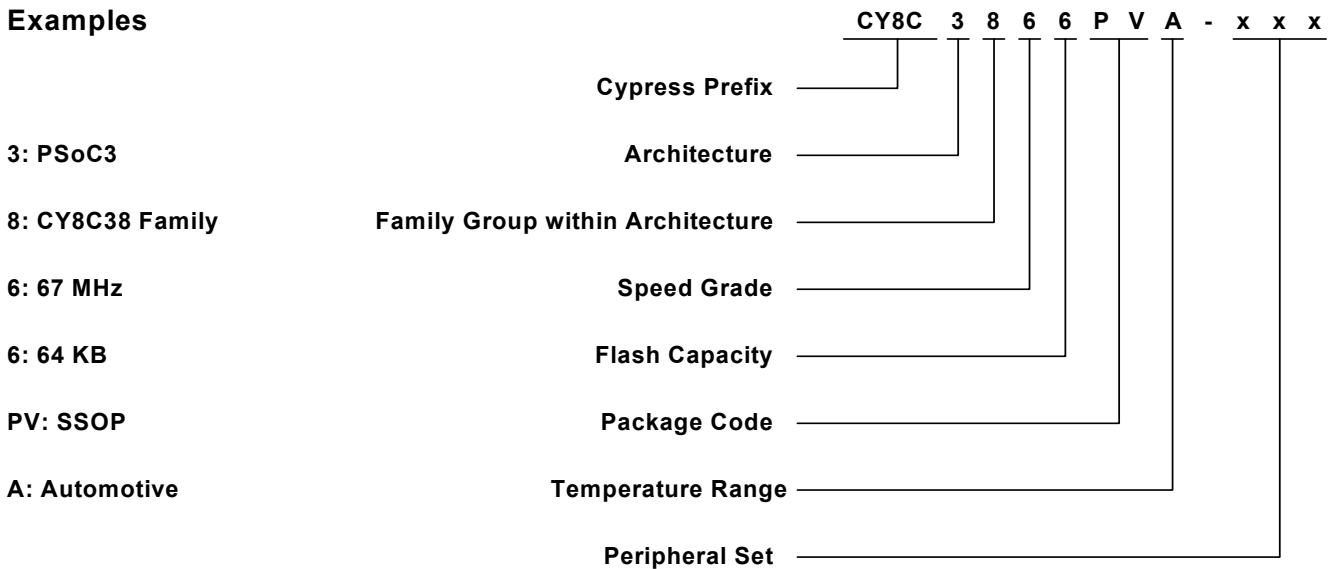 Examples CY8C 3 8 6 6 P V A - x x x
Cypress Prefix
3: PSoC3 Architecture
8: CY8C38 Family Family Group within Architecture
6: 67 MHz Speed Grade
6: 64 KB Flash Capacity
PV: SSOP Package Code
A: Automotive Temperature Range
Peripheral Set